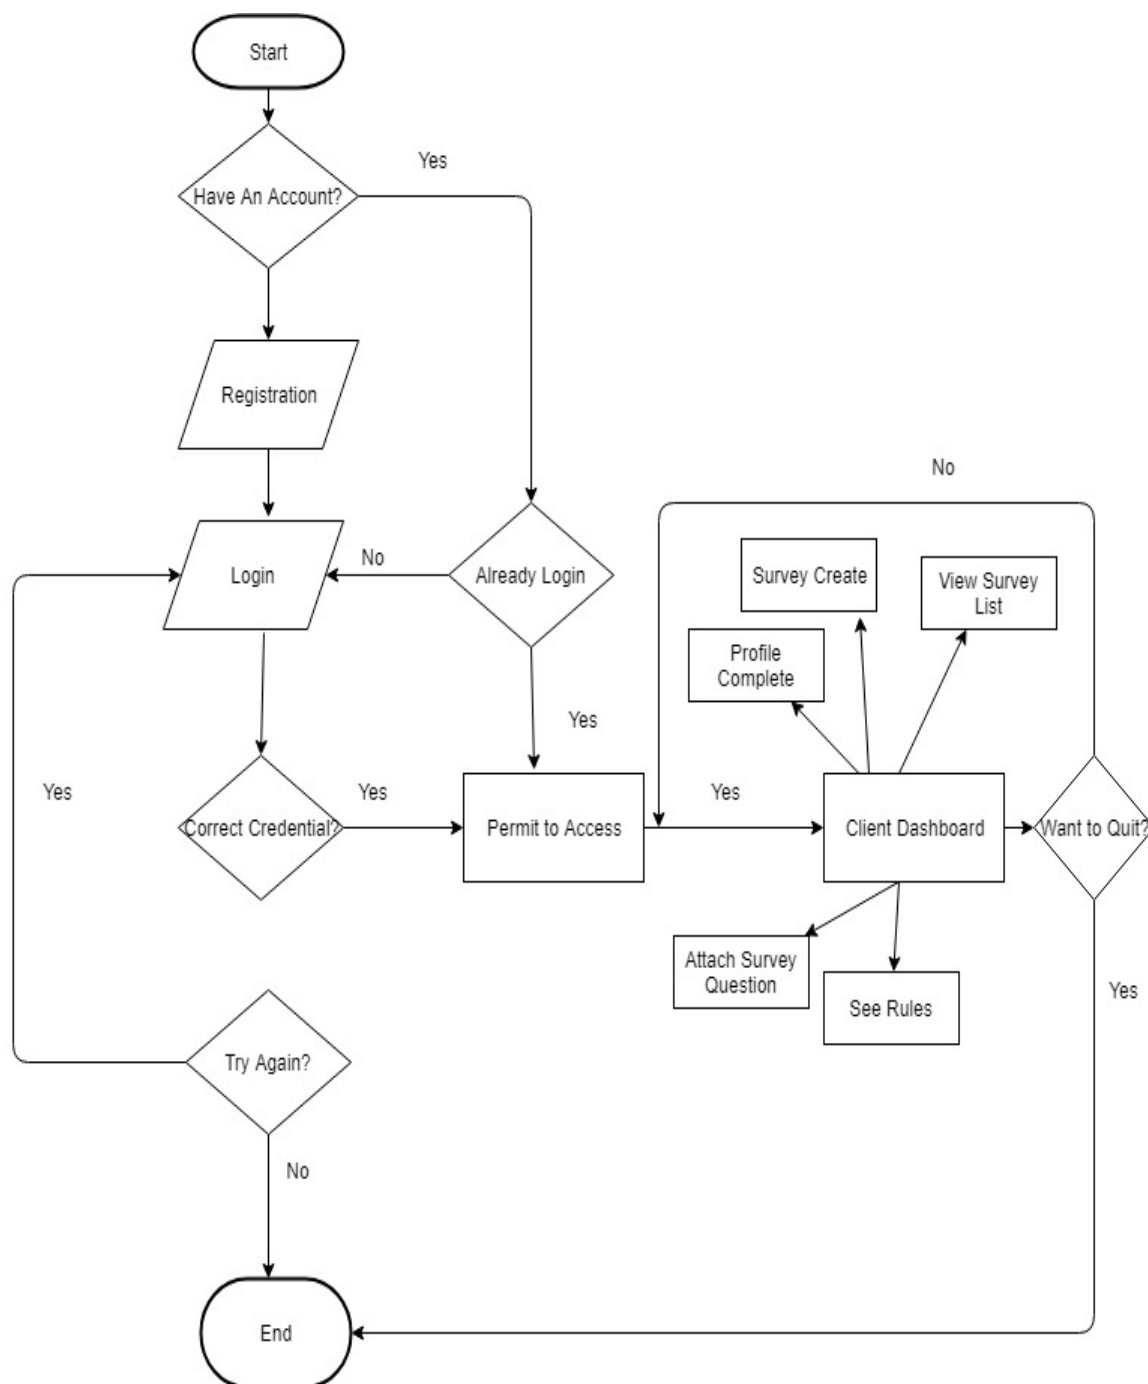 Start
Yes
Have An Account?
Registration
No
Survey Create
View Survey
List
No
Login
Already Login
Profile
Complete
Yes
Yes
Yes
Yes
Correct Credential?
Permit to Access
Client Dashboard
Want to Quit?
Attach Survey
Question
See Rules
Yes
Try Again?
No
End